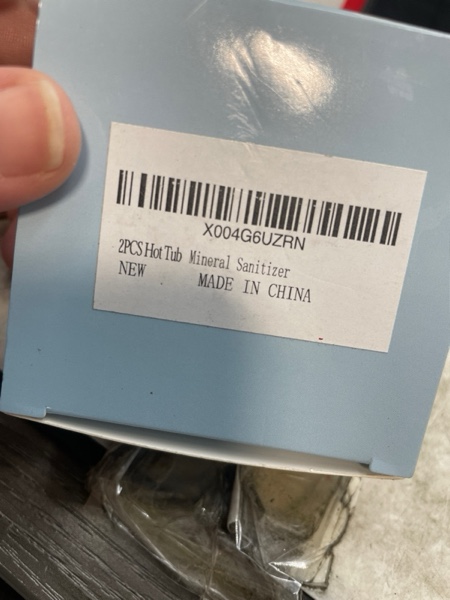 X004G6UZRN
2PCS Hot Tub Mineral Sanitizer
NEW MADE IN CHINA